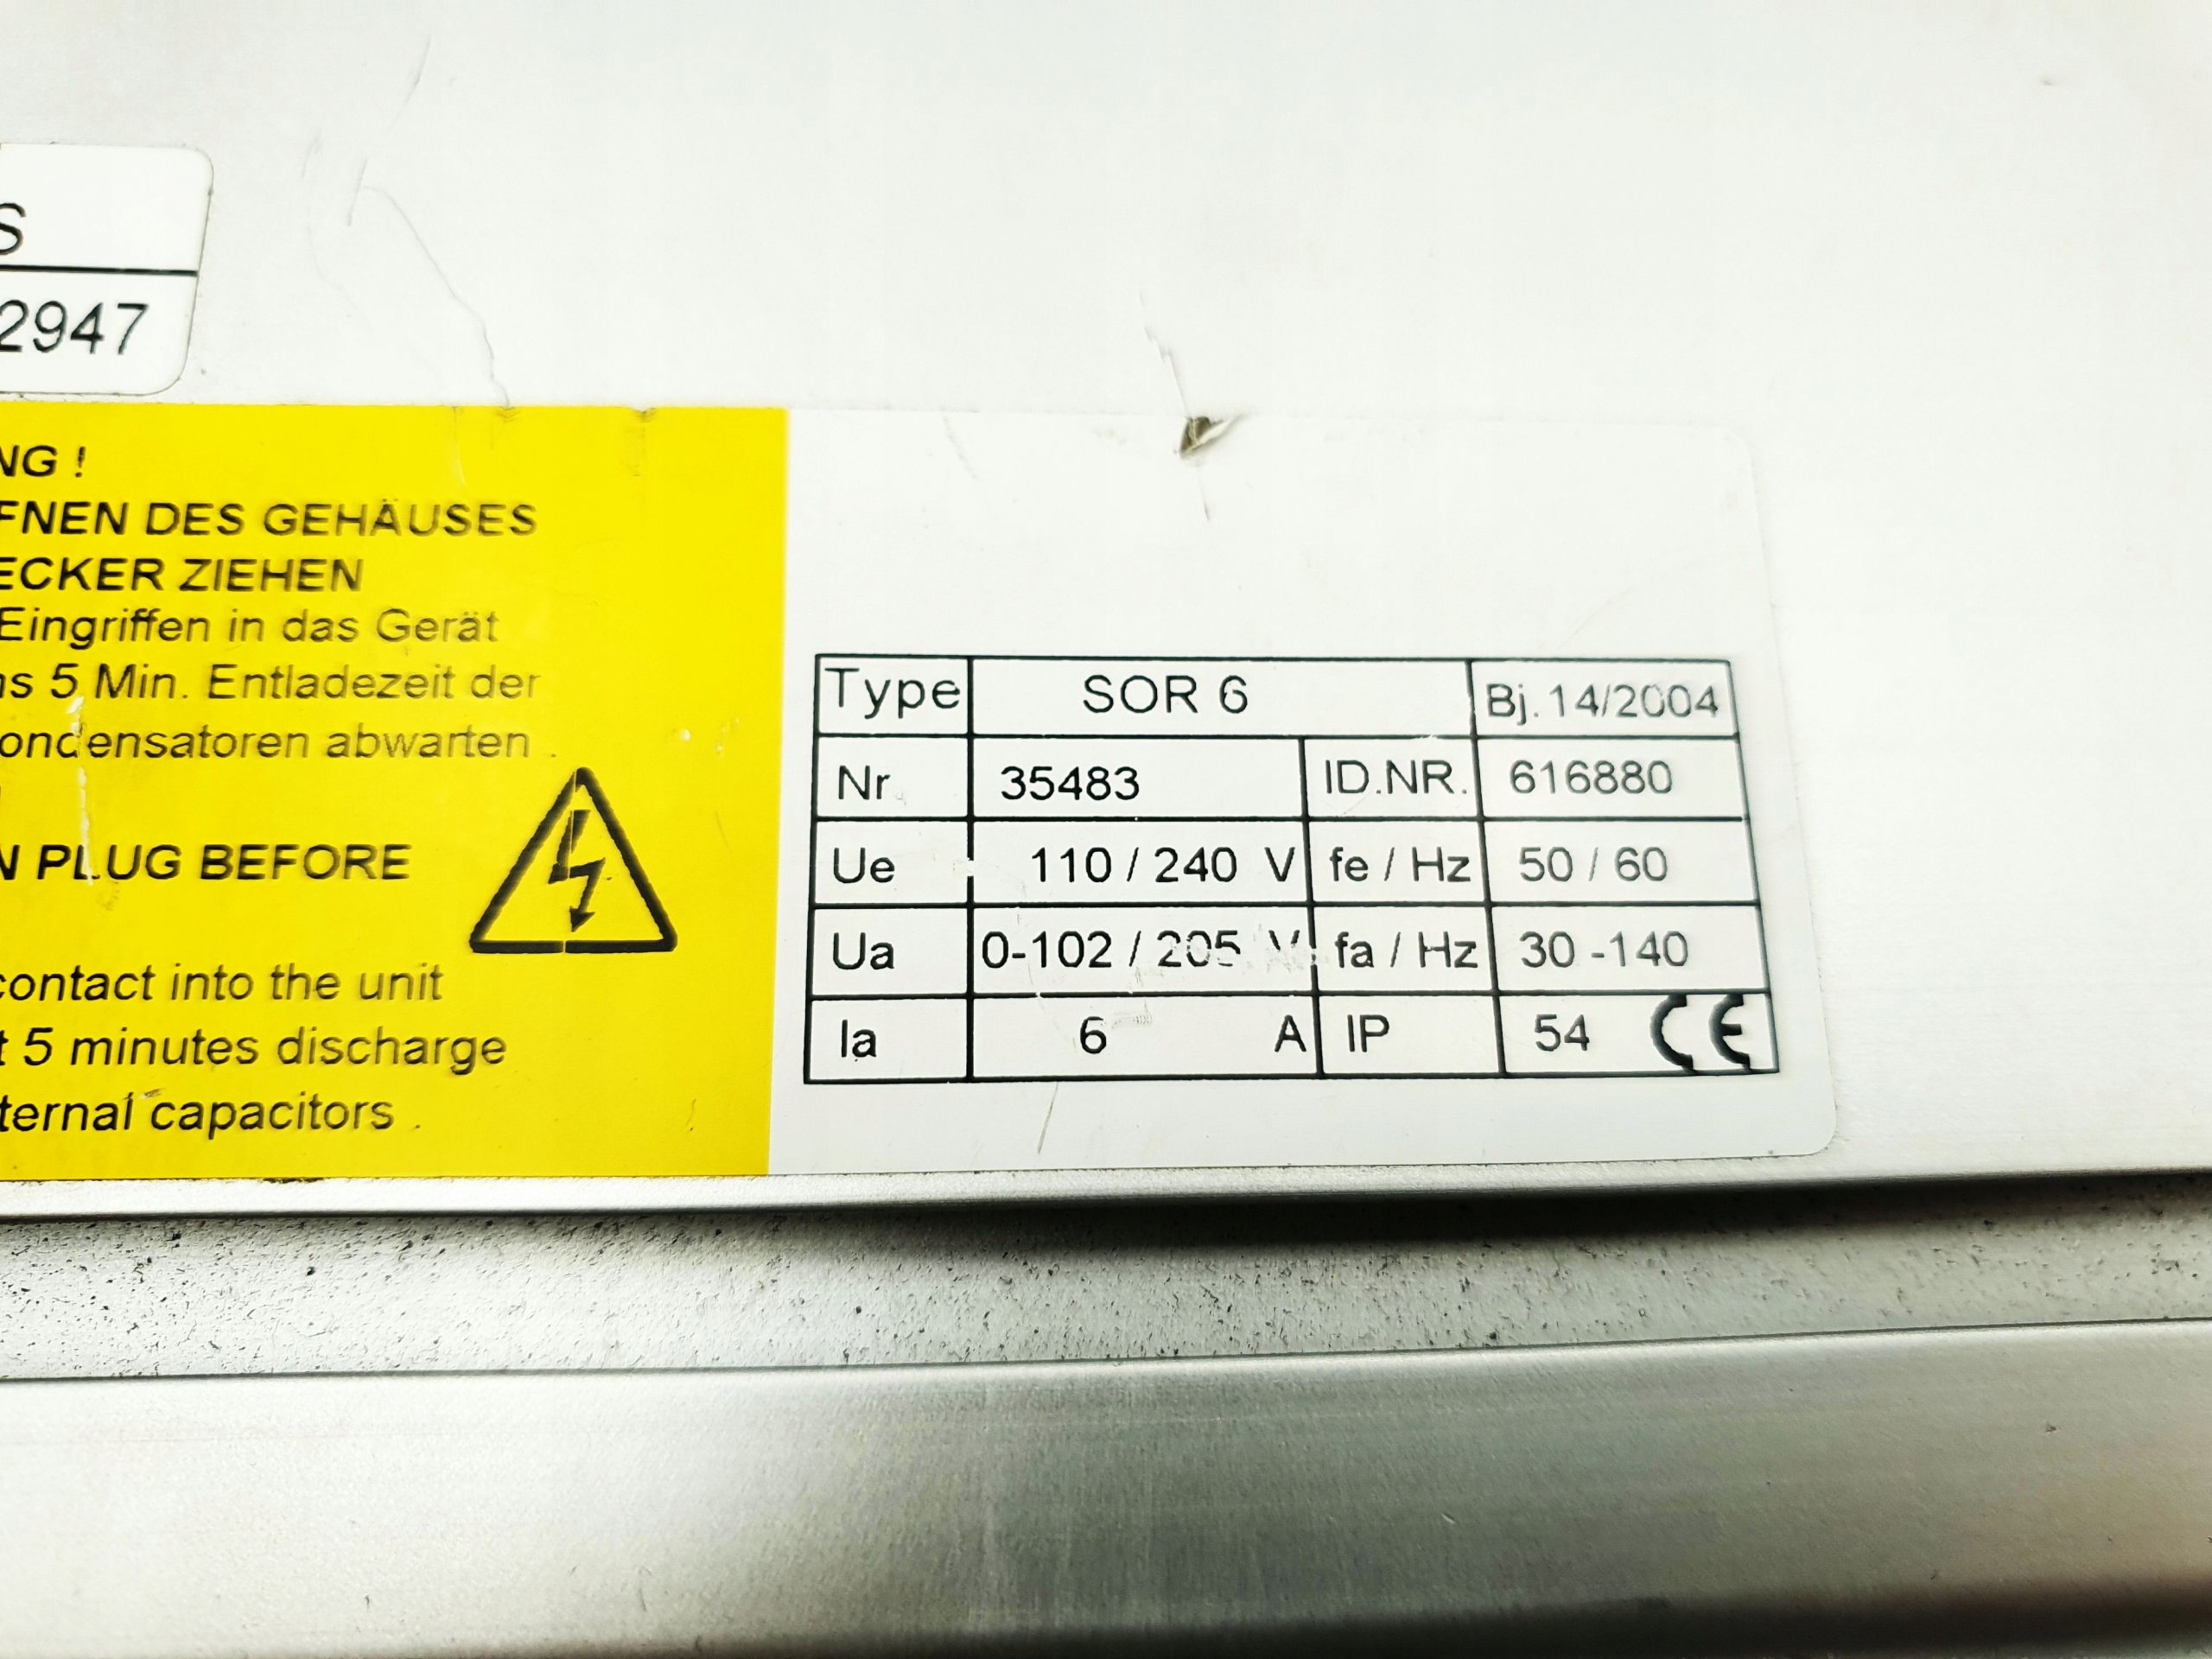 S
2947
NG !
FNEN DES GEHÄUSES
ECKER ZIEHEN
Eingriffen in das Gerät
ns 5 Min. Entladezeit der
ondensatoren abwarten .
N PLUG BEFORE
contact into the unit
t 5 minutes discharge
ternal capacitors .
Type SOR 6 Bj.14/2004
Nr 35483 ID.NR. 616880
Ue 110 / 240 V fe / Hz 50 / 60
Ua 0-102 / 205 V fa / Hz 30 -140
Ia 6 A IP 54 CE